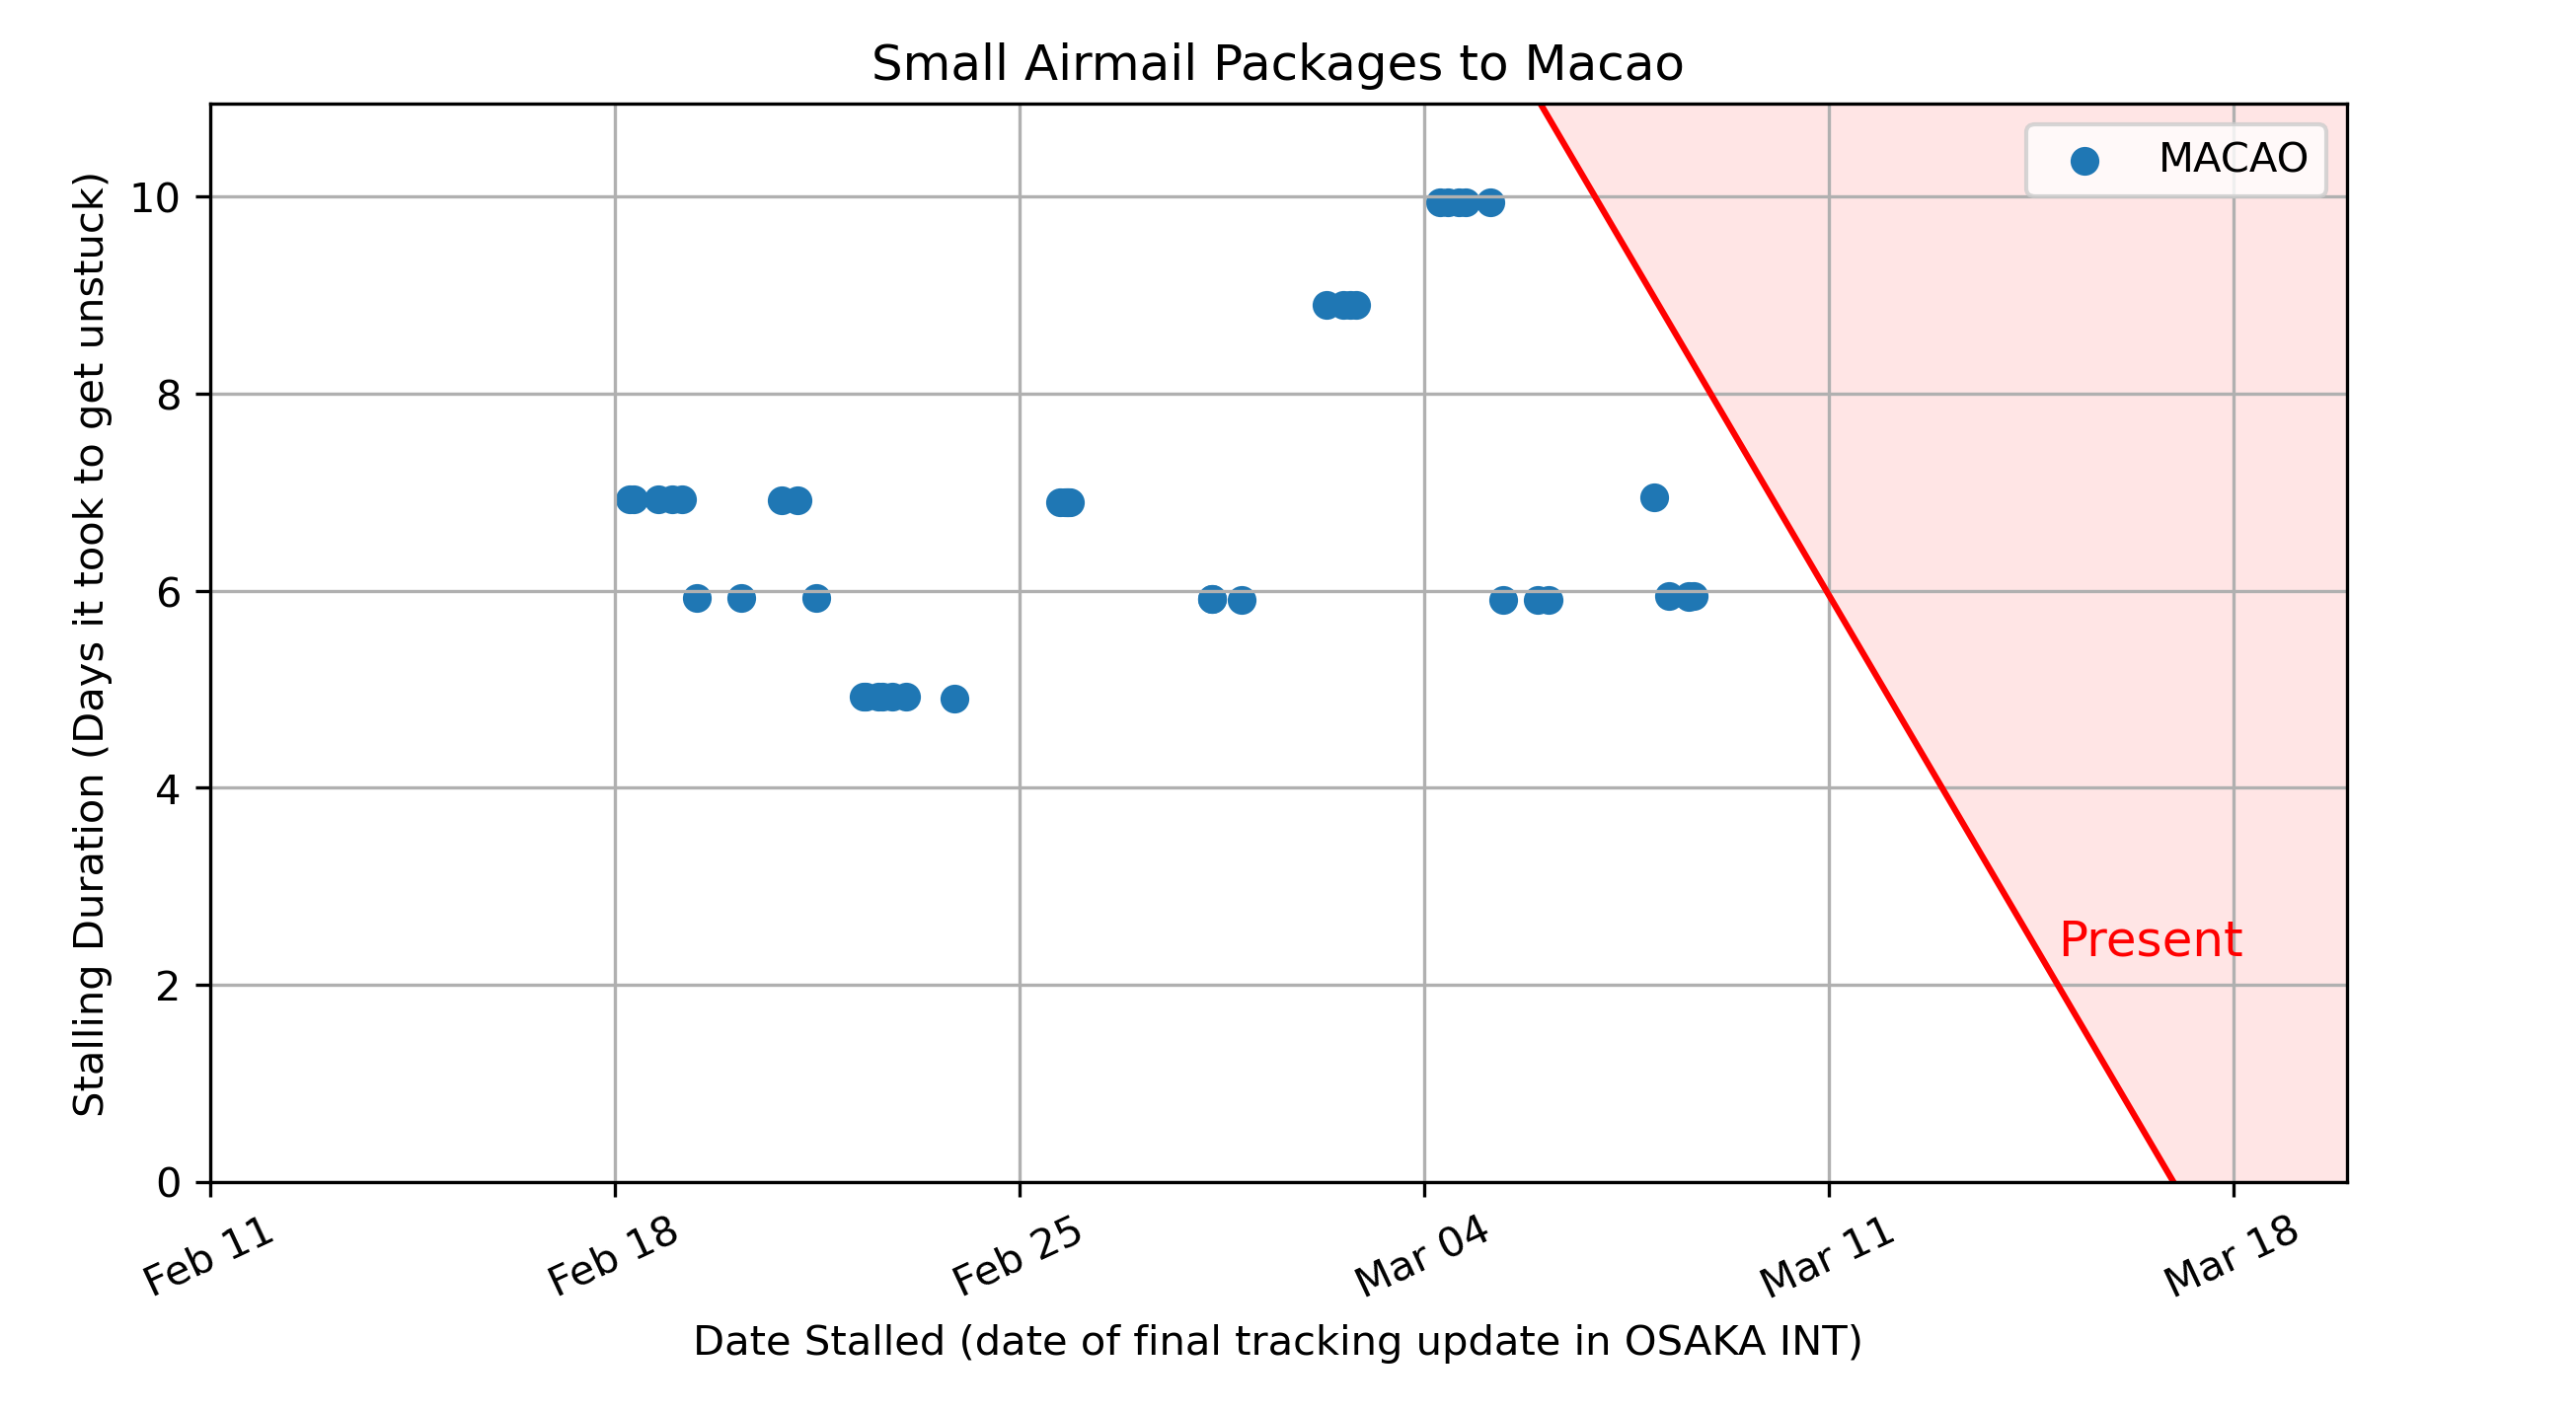 Small Airmail Packages to Macao
MACAO
Stalling Duration (Days it took to get unstuck)
10
8
6
4
2
0
Present
Feb 11
Feb 18
Feb 25
Mar 04
Mar 11
Mar 18
Date Stalled (date of final tracking update in OSAKA INT)